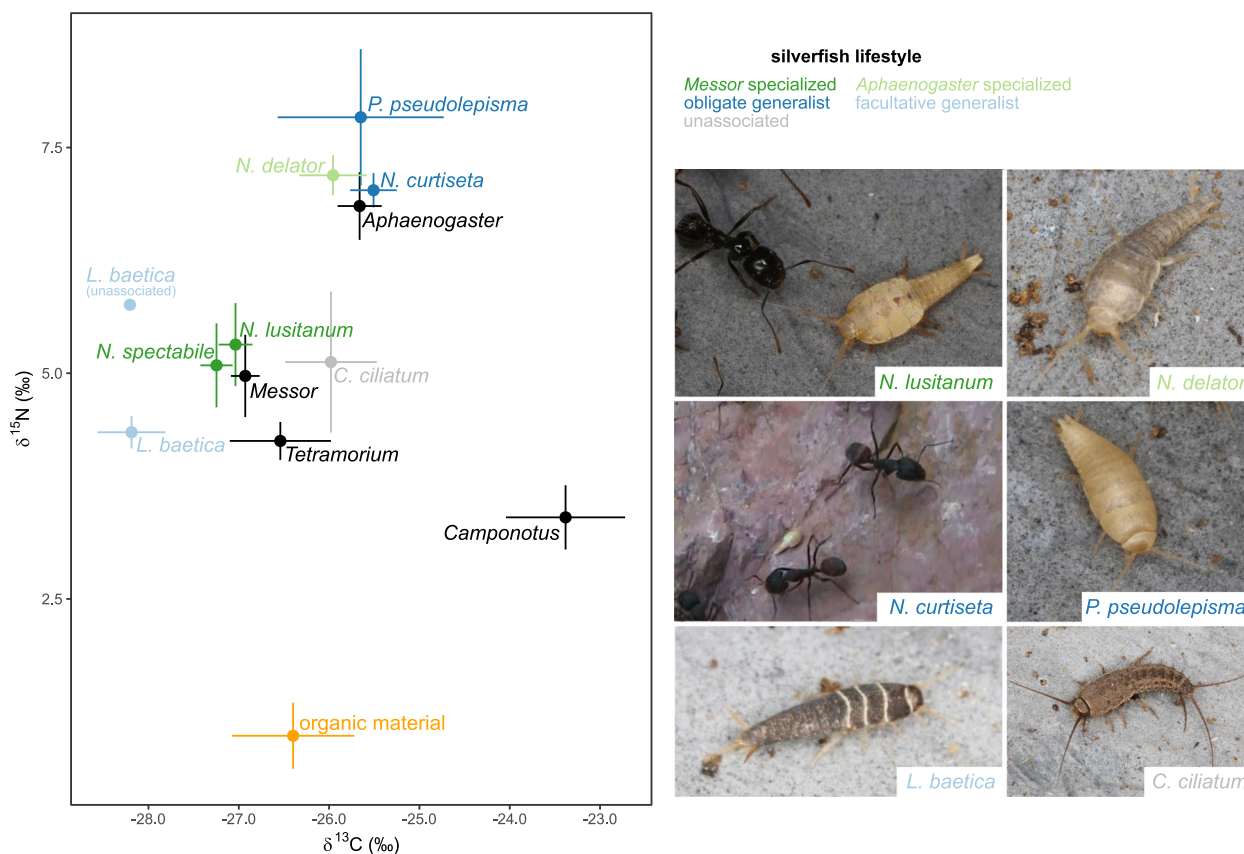 P. pseudolepisma
N. delator
N. curtiseta
Aphaenogaster
L. baetica
(unassociated)
N. lusitanum
N. spectabile
Messor
C. ciliatum
L. baetica
Tetramorium
Camponotus
organic material
7.5
5.0
2.5
δ15N (‰)
-28.0 -27.0 -26.0 -25.0 -24.0 -23.0
δ13C (‰)
silverfish lifestyle
Messor specialized Aphaenogaster specialized
obligate generalist facultative generalist
unassociated
N. lusitanum
N. delator
N. curtiseta
P. pseudolepisma
L. baetica
C. ciliatum